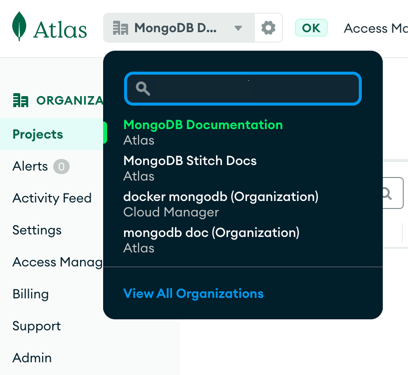 Atlas
MongoDB D...
OK
Access Ma
ORGANIZA
Projects
Alerts 0
Activity Feed
Settings
Access Manag
Billing
Support
Admin
MongoDB Documentation
Atlas
MongoDB Stitch Docs
Atlas
docker mongodb (Organization)
Cloud Manager
mongodb doc (Organization)
Atlas
View All Organizations